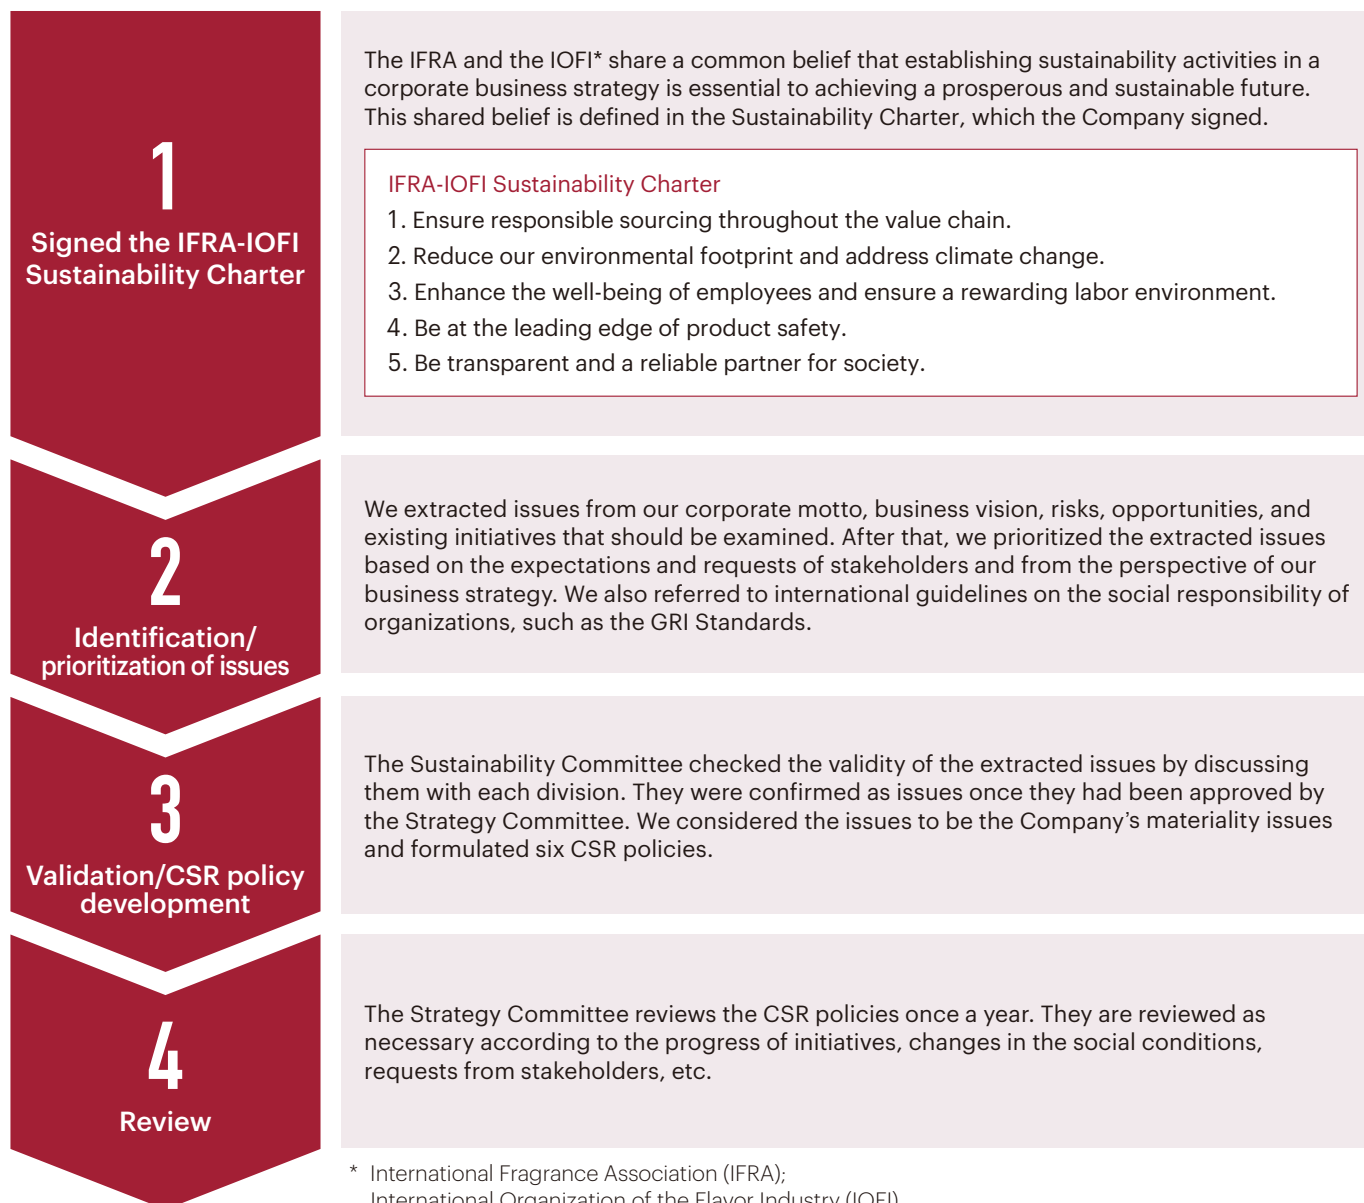 1
Signed the IFRA-IOFI
Sustainability Charter
The IFRA and the IOFI* share a common belief that establishing sustainability activities in a
corporate business strategy is essential to achieving a prosperous and sustainable future.
This shared belief is defined in the Sustainability Charter, which the Company signed.
IFRA-IOFI Sustainability Charter
1. Ensure responsible sourcing throughout the value chain.
2. Reduce our environmental footprint and address climate change.
3. Enhance the well-being of employees and ensure a rewarding labor environment.
4. Be at the leading edge of product safety.
5. Be transparent and a reliable partner for society.
2
Identification/
prioritization of issues
We extracted issues from our corporate motto, business vision, risks, opportunities, and
existing initiatives that should be examined. After that, we prioritized the extracted issues
based on the expectations and requests of stakeholders and from the perspective of our
business strategy. We also referred to international guidelines on the social responsibility of
organizations, such as the GRI Standards.
3
Validation/CSR policy
development
The Sustainability Committee checked the validity of the extracted issues by discussing
them with each division. They were confirmed as issues once they had been approved by
the Strategy Committee. We considered the issues to be the Company's materiality issues
and formulated six CSR policies.
4
Review
The Strategy Committee reviews the CSR policies once a year. They are reviewed as
necessary according to the progress of initiatives, changes in the social conditions,
requests from stakeholders, etc.
* International Fragrance Association (IFRA);
International Organization of the Flavor Industry (IOFI)